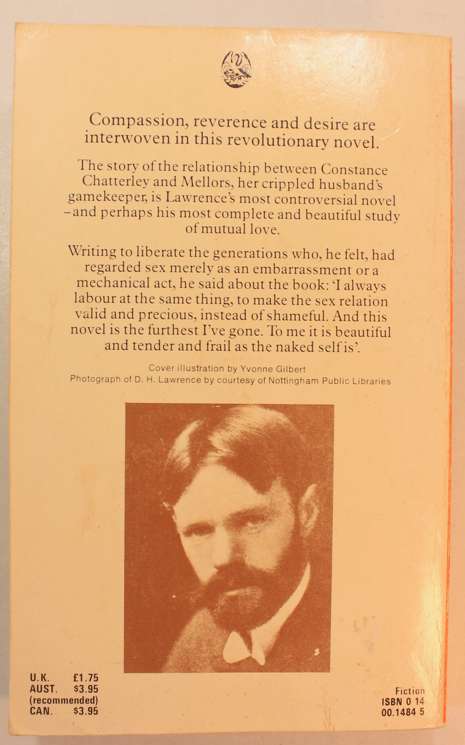 Compassion, reverence and desire are
interwoven in this revolutionary novel.
The story of the relationship between Constance
Chatterley and Mellors, her crippled husband's
gamekeeper, is Lawrence's most controversial novel
– and perhaps his most complete and beautiful study
of mutual love.
Writing to liberate the generations who, he felt, had
regarded sex merely as an embarrassment or a
mechanical act, he said about the book: 'I always
labour at the same thing, to make the sex relation
valid and precious, instead of shameful. And this
novel is the furthest I've gone. To me it is beautiful
and tender and frail as the naked self is'.
Cover illustration by Yvonne Gilbert
Photograph of D. H. Lawrence by courtesy of Nottingham Public Libraries
U.K. £1.75
AUST. $3.95
(recommended)
CAN. $3.95
Fiction
ISBN 0 14
00.1484 5